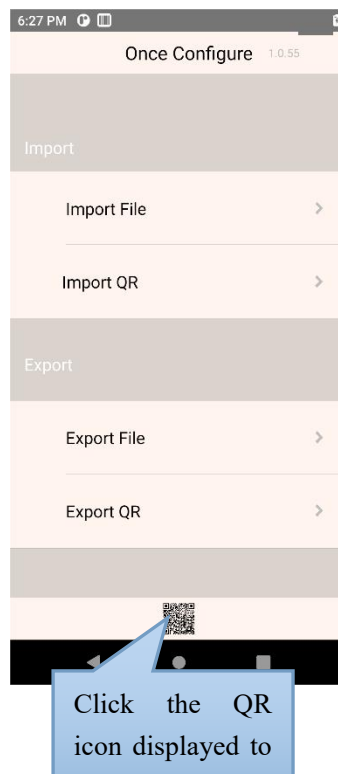 6:27 PM
Once Configure 1.0.55
Import
Import File
Import QR
Export
Export File
Export QR
Click the QR
icon displayed to